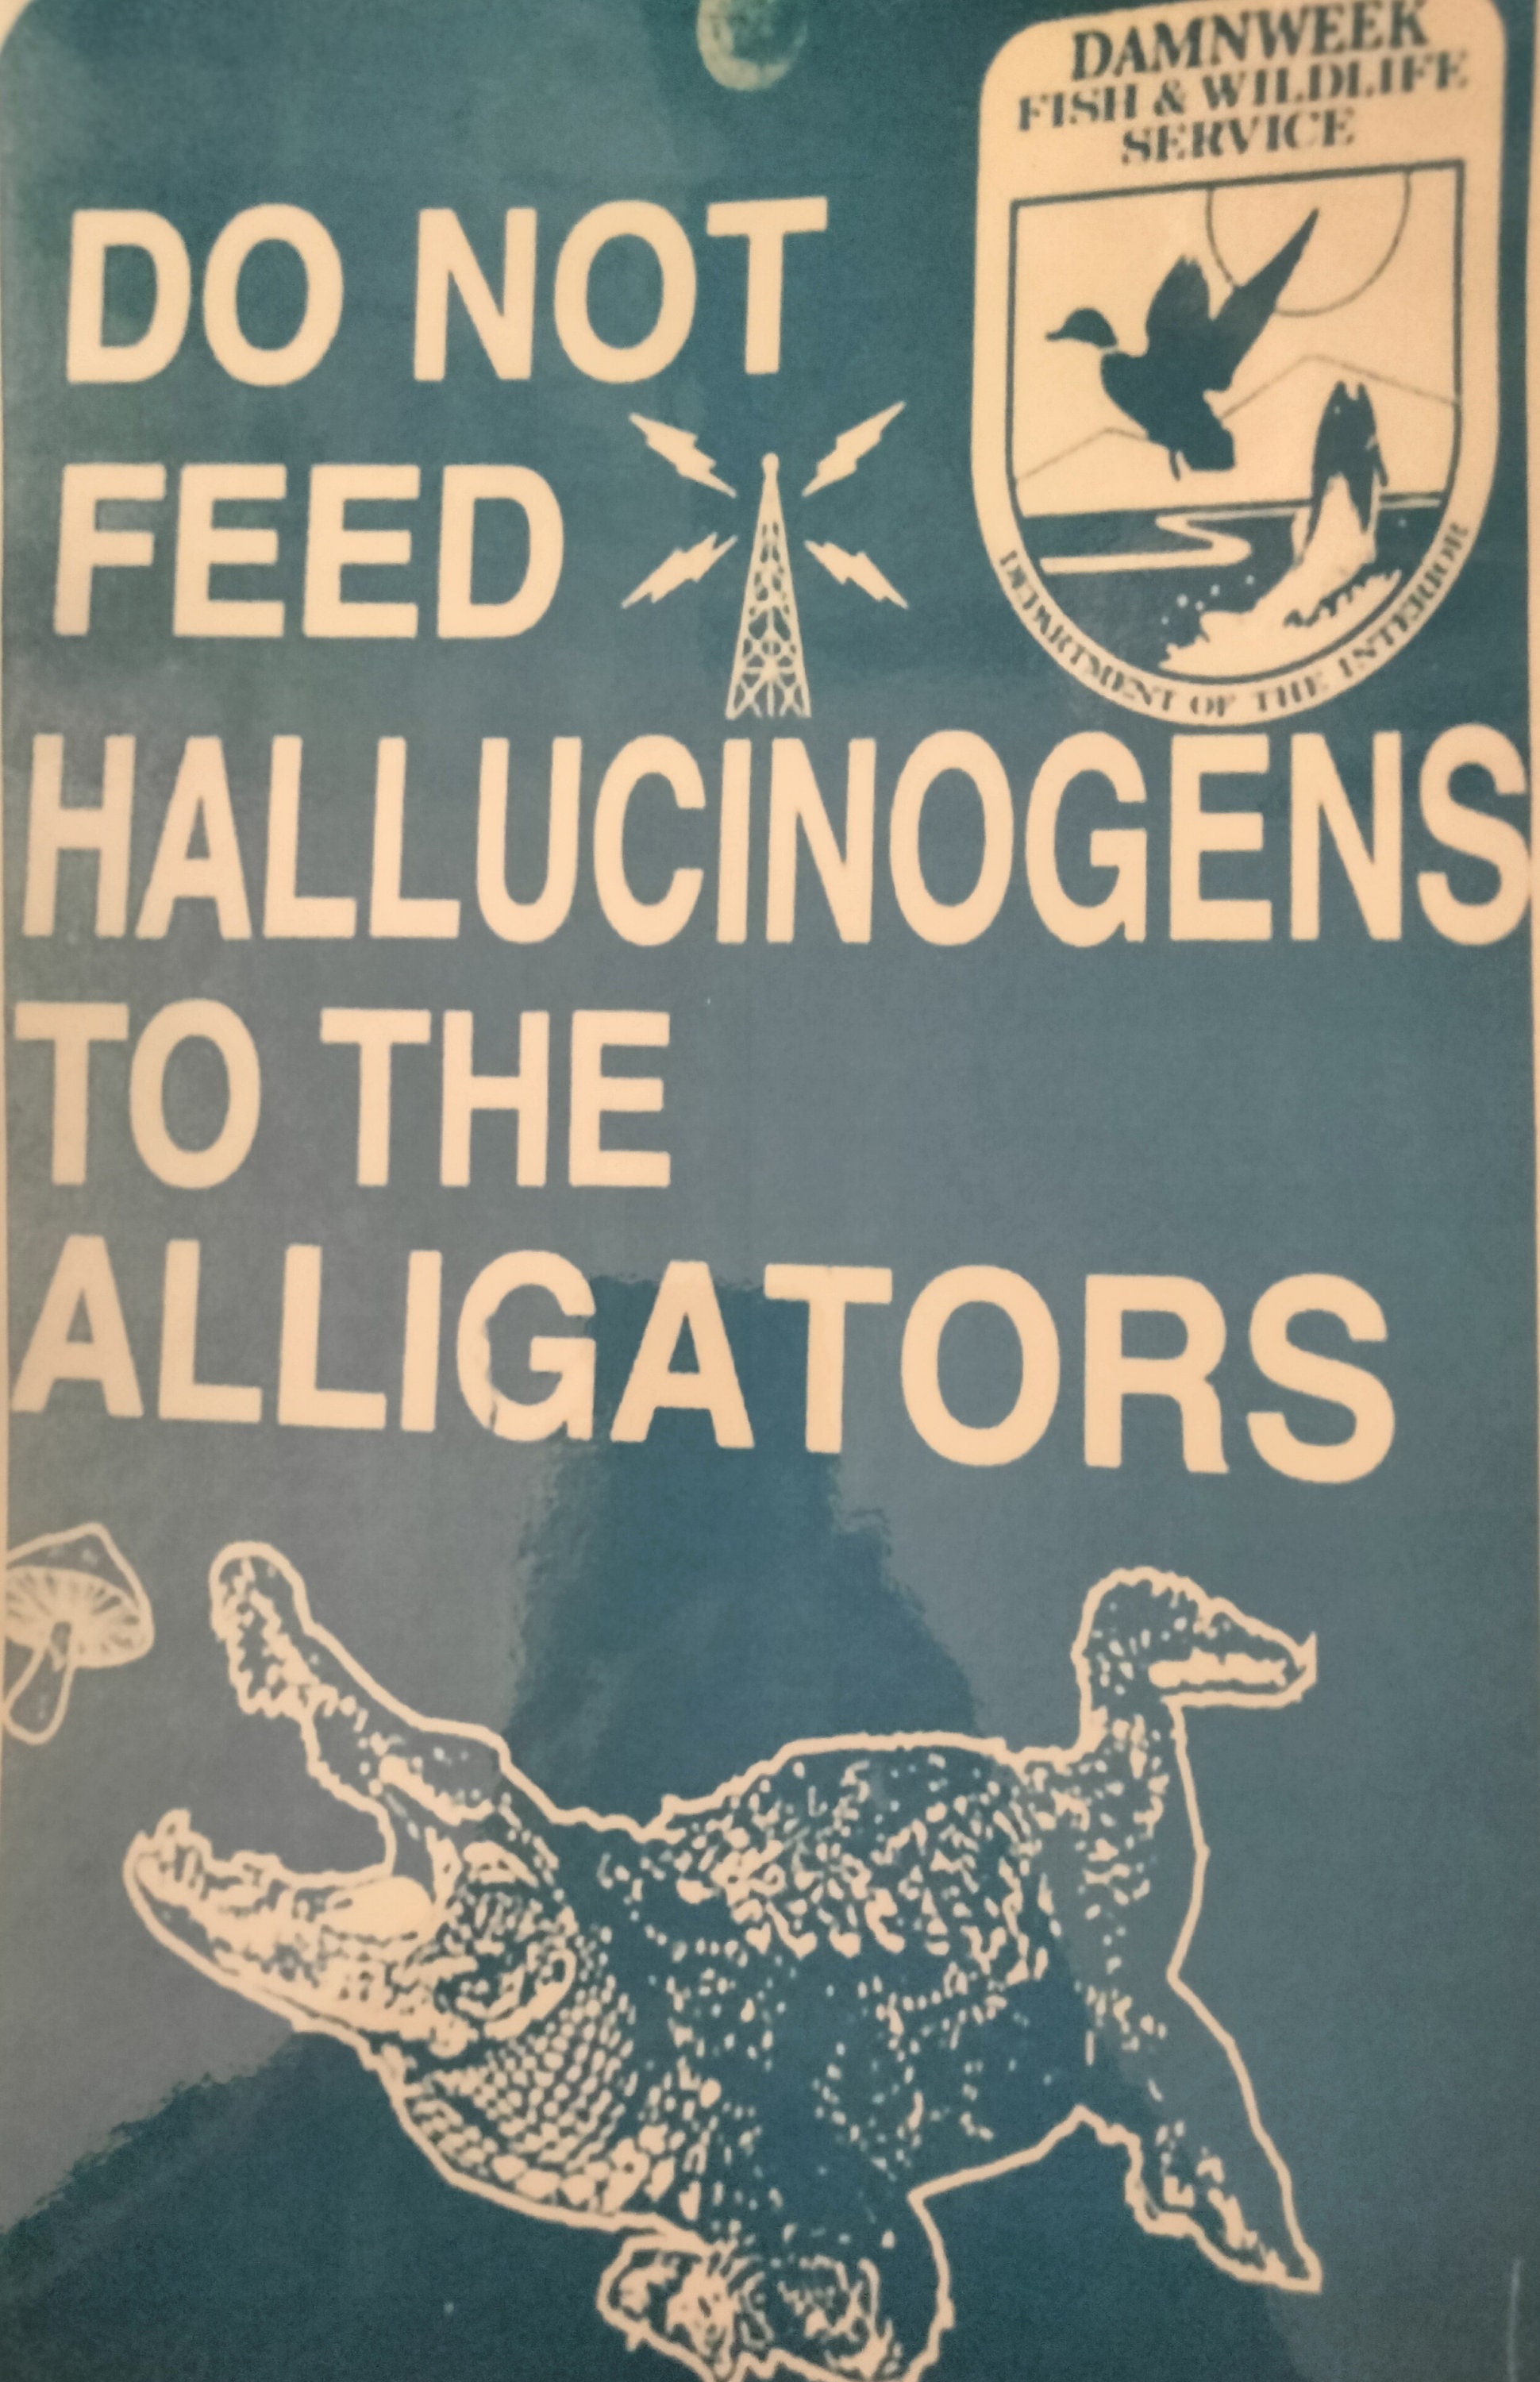 DAMNWEEK
FISH & WILDLIFE
SERVICE
DEPARTMENT OF THE INTERIOR
DO NOT
FEED
HALLUCINOGENS
TO THE
ALLIGATORS